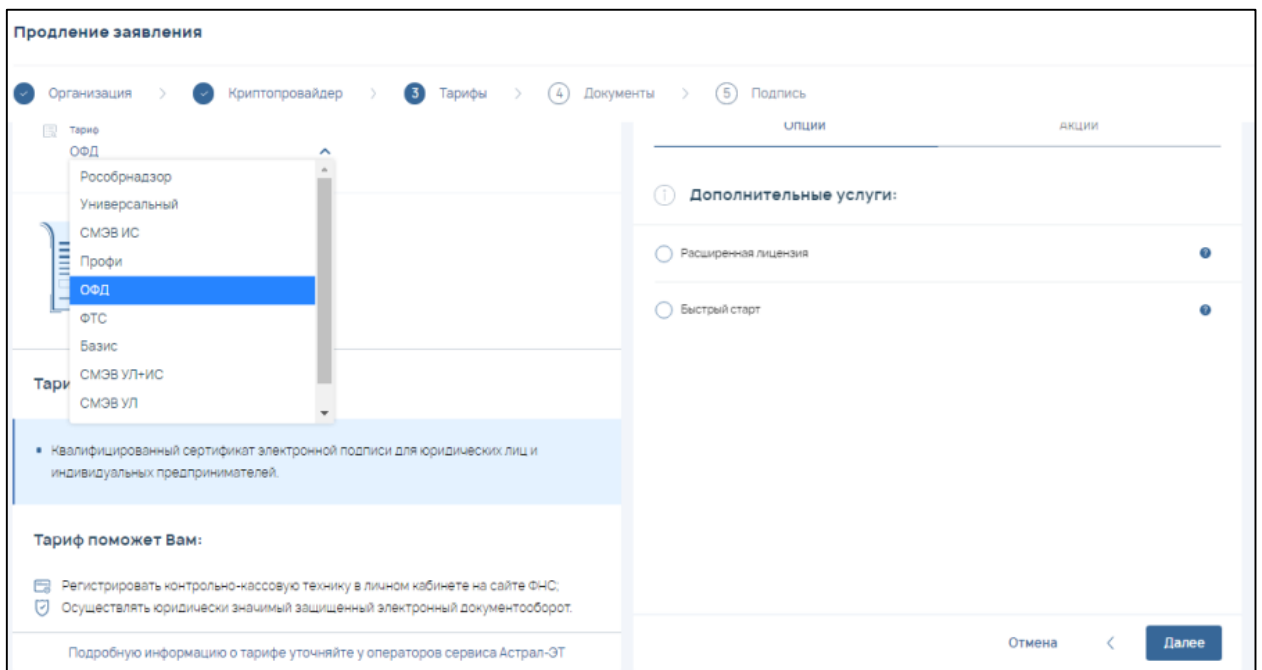 Продление заявления
Организация > Криптопровайдер > 3 Тарифы > 4 Документы > 5 Подпись
Тариф
ОФД
Рособрнадзор
Универсальный
СМЭВ ИС
Профи
ОФД
ФТС
Базис
СМЭВ УЛ+ИС
СМЭВ УЛ
Тари
Квалифицированный сертификат электронной подписи для юридических лиц и
индивидуальных предпринимателей.
Тариф поможет Вам:
Регистрировать контрольно-кассовую технику в личном кабинете на сайте ФНС;
Осуществлять юридически значимый защищенный электронный документооборот.
Подробную информацию о тарифе уточняйте у операторов сервиса Астрал-ЭТ
Опции Акции
Дополнительные услуги:
Расширенная лицензия
Быстрый старт
Отмена < Далее